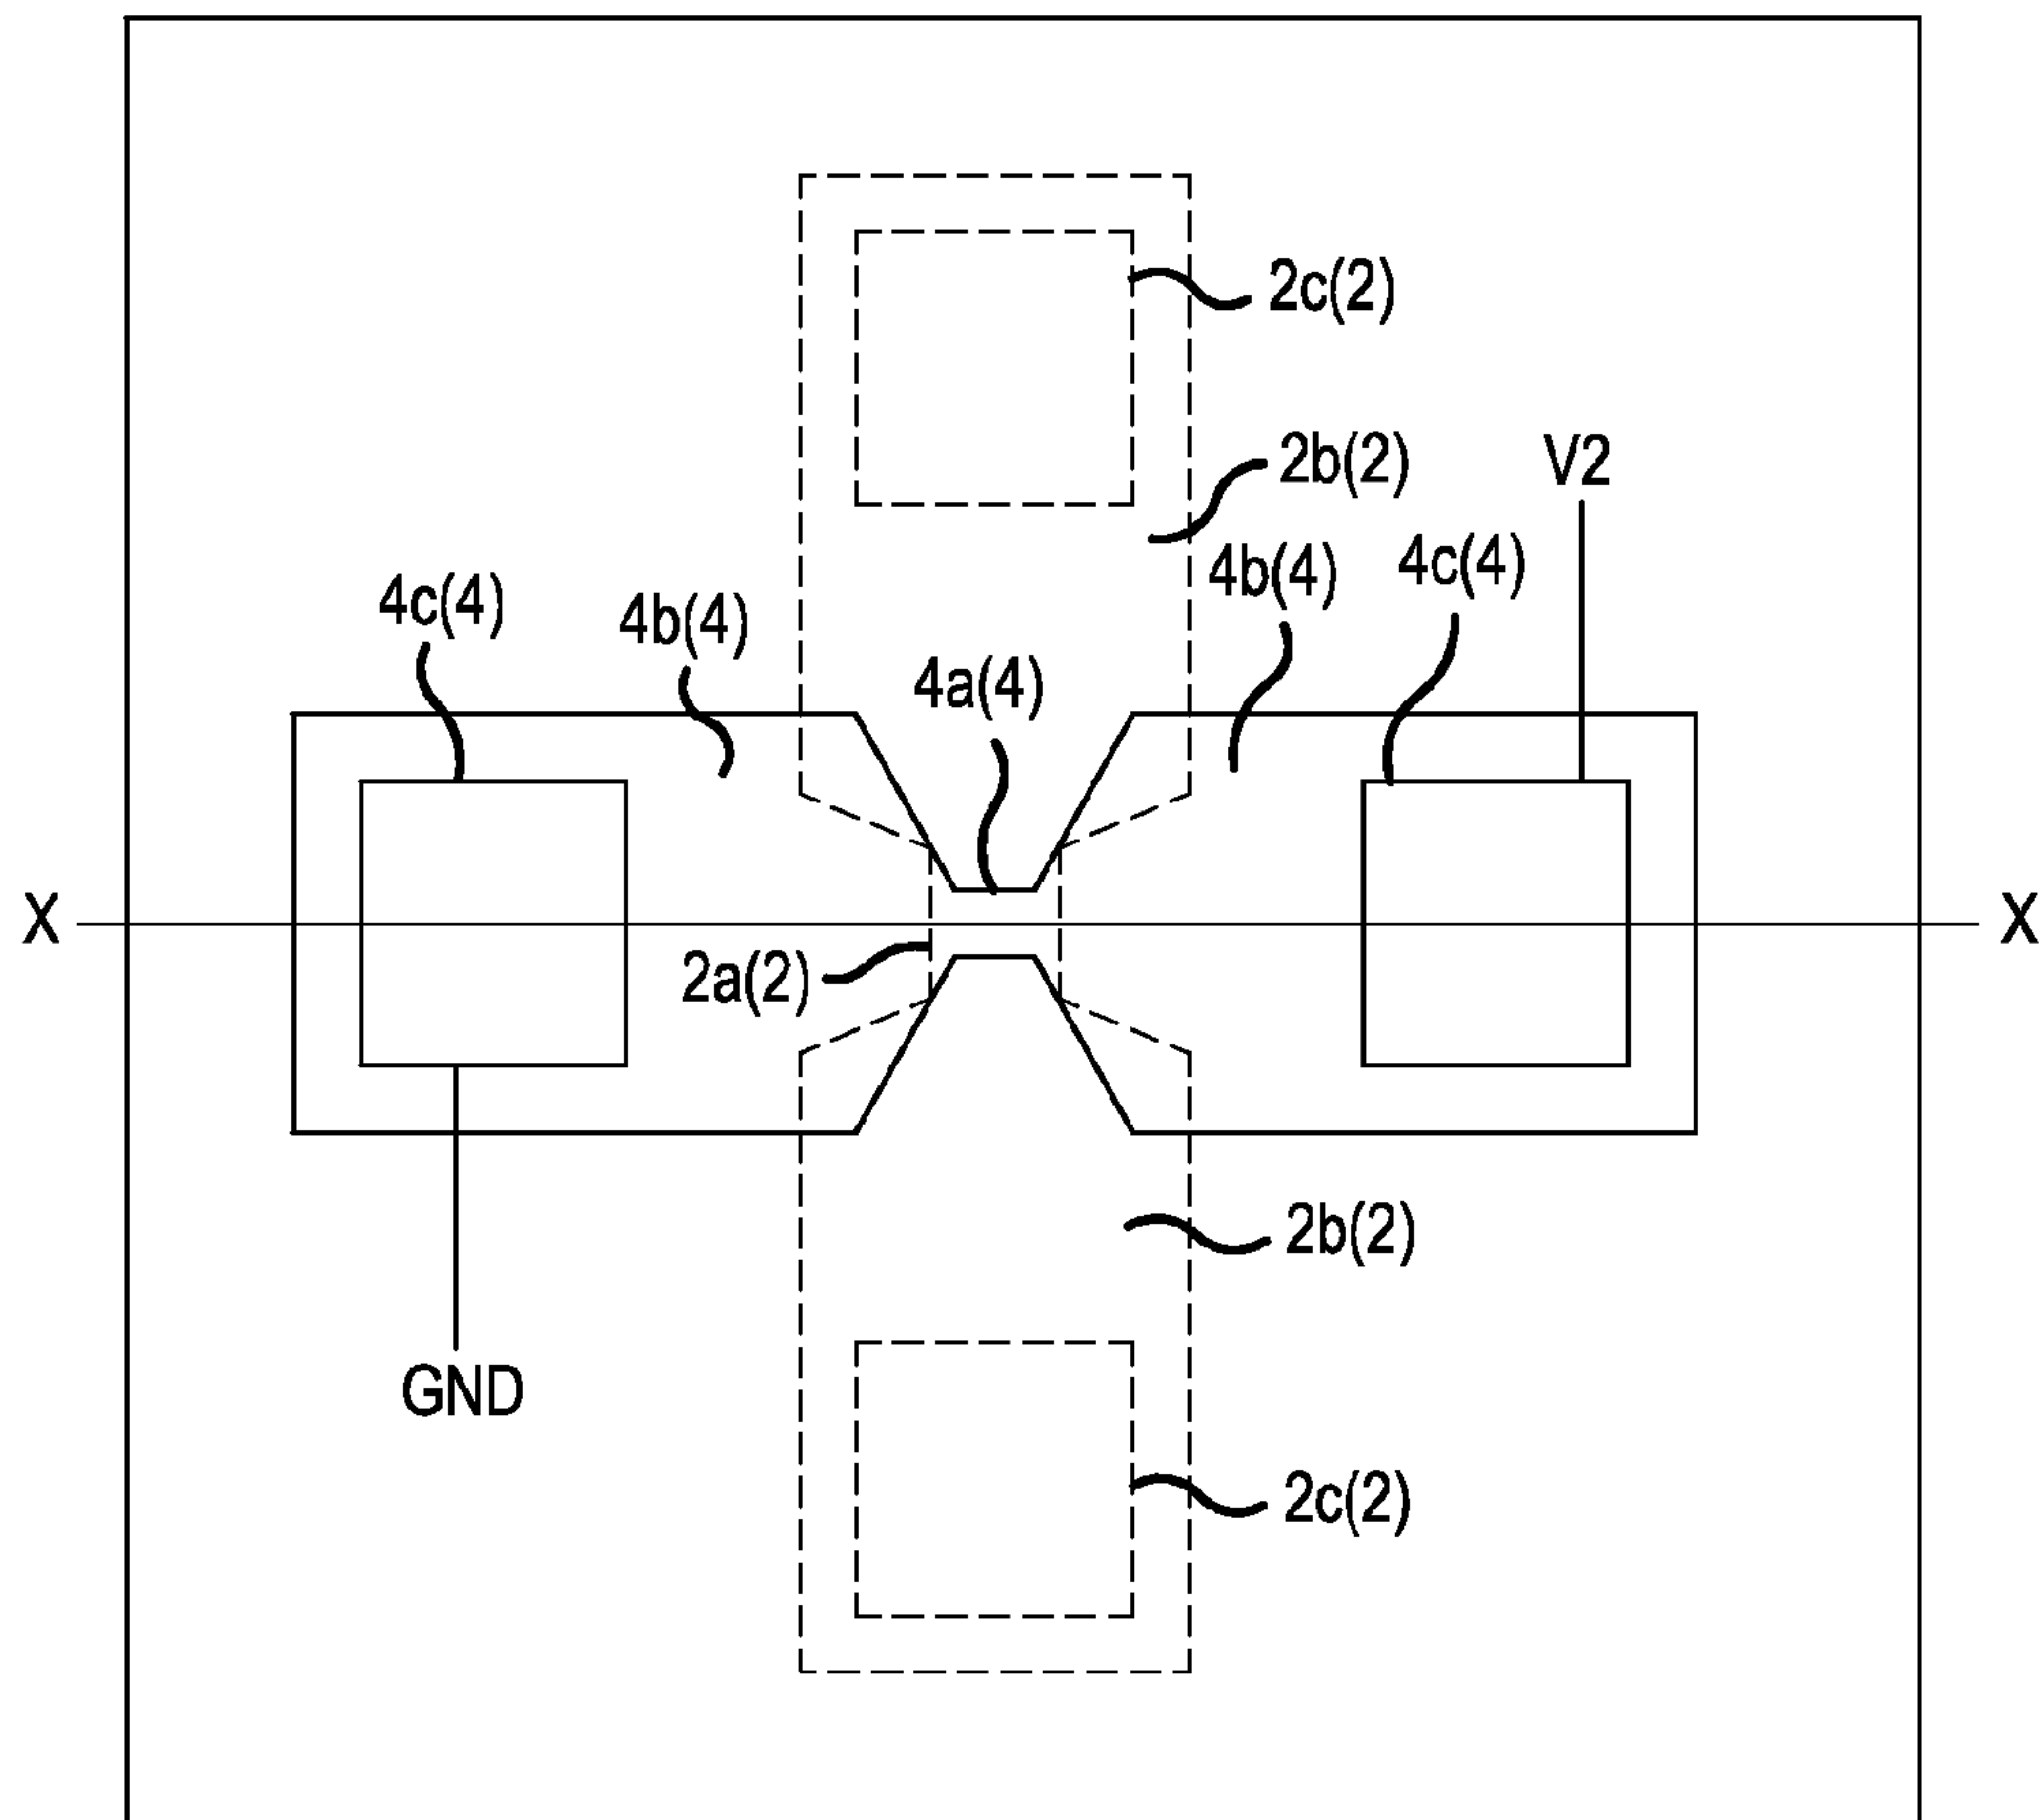 2c(2)
2b(2)
V2
4c(4)
4b(4)
4b(4)
4c(4)
4a(4)
X
X
2a(2)
2b(2)
GND
2c(2)